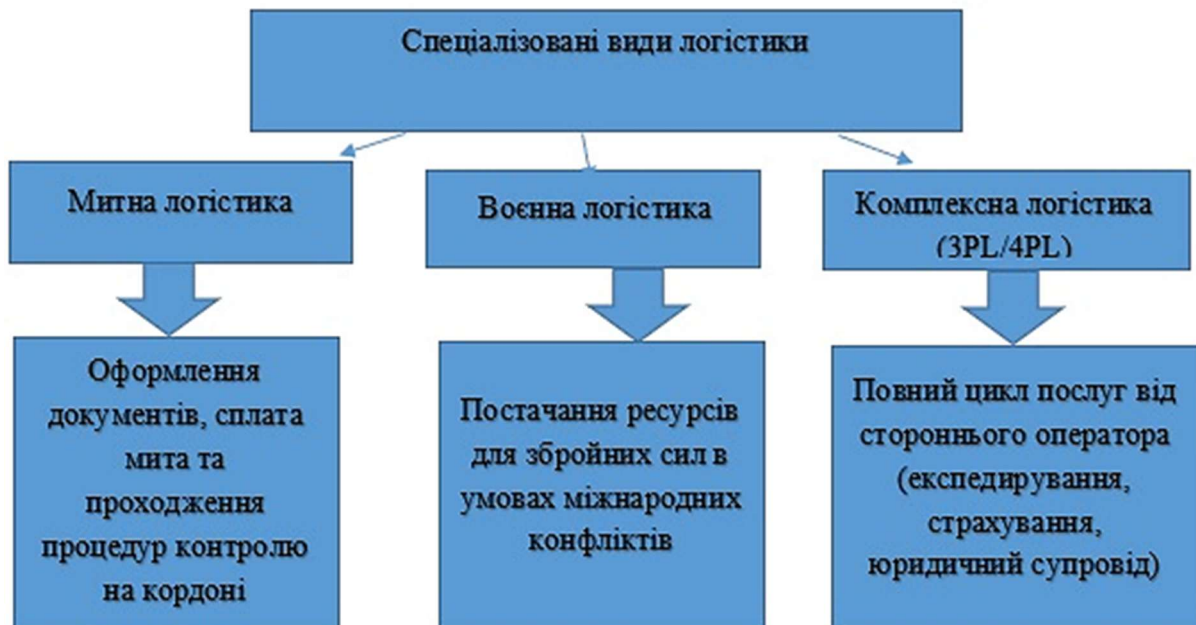 Спеціалізовані види логістики
Митна логістика
Воєнна логістика
Комплексна логістика
(3PL/4PL)
Оформлення
документів, сплата
мита та
проходження
процедур контролю
на кордоні
Постачання ресурсів
для збройних сил в
умовах міжнародних
конфліктів
Повний цикл послуг від
стороннього оператора
(експедирування,
страхування,
юридичний супровід)